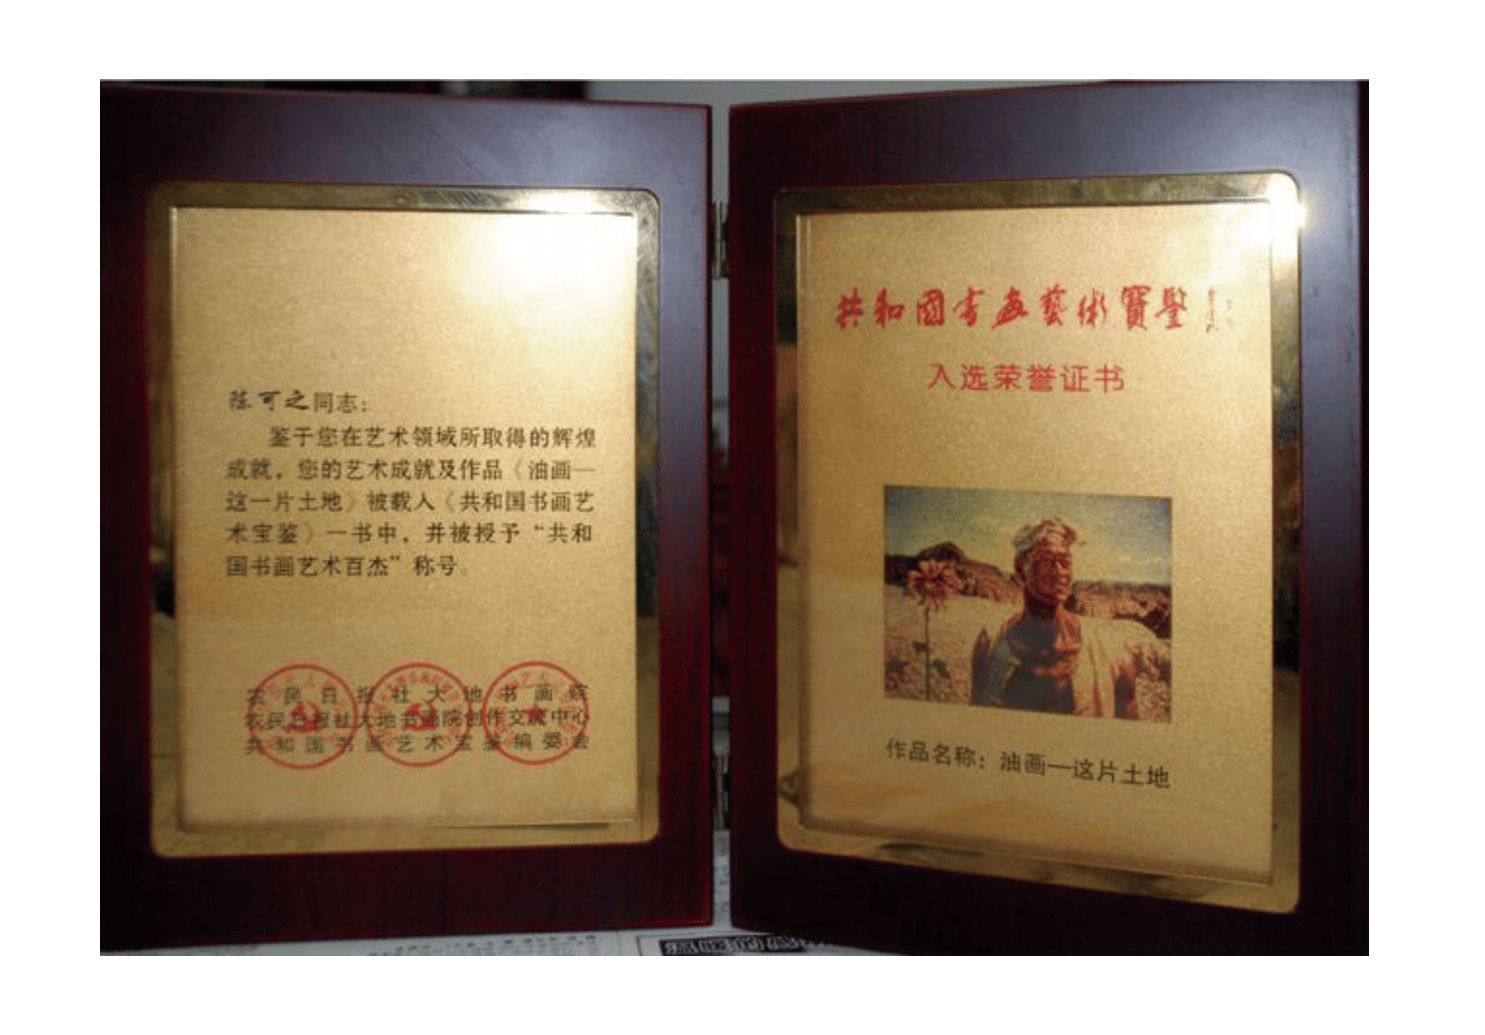 陈可之同志：
鉴于您在艺术领域所取得的辉煌
成就，您的艺术成就及作品《油画—
这一片土地》被载入《共和国书画艺
术宝鉴》一书中，并被授予“共和
国书画艺术百杰”称号。
农民日报社大地书画院
农民日报社大地书画院创作交流中心
共和国书画艺术宝鉴编委会
共和國書画藝術寶鑒
入选荣誉证书
作品名称：油画—这片土地